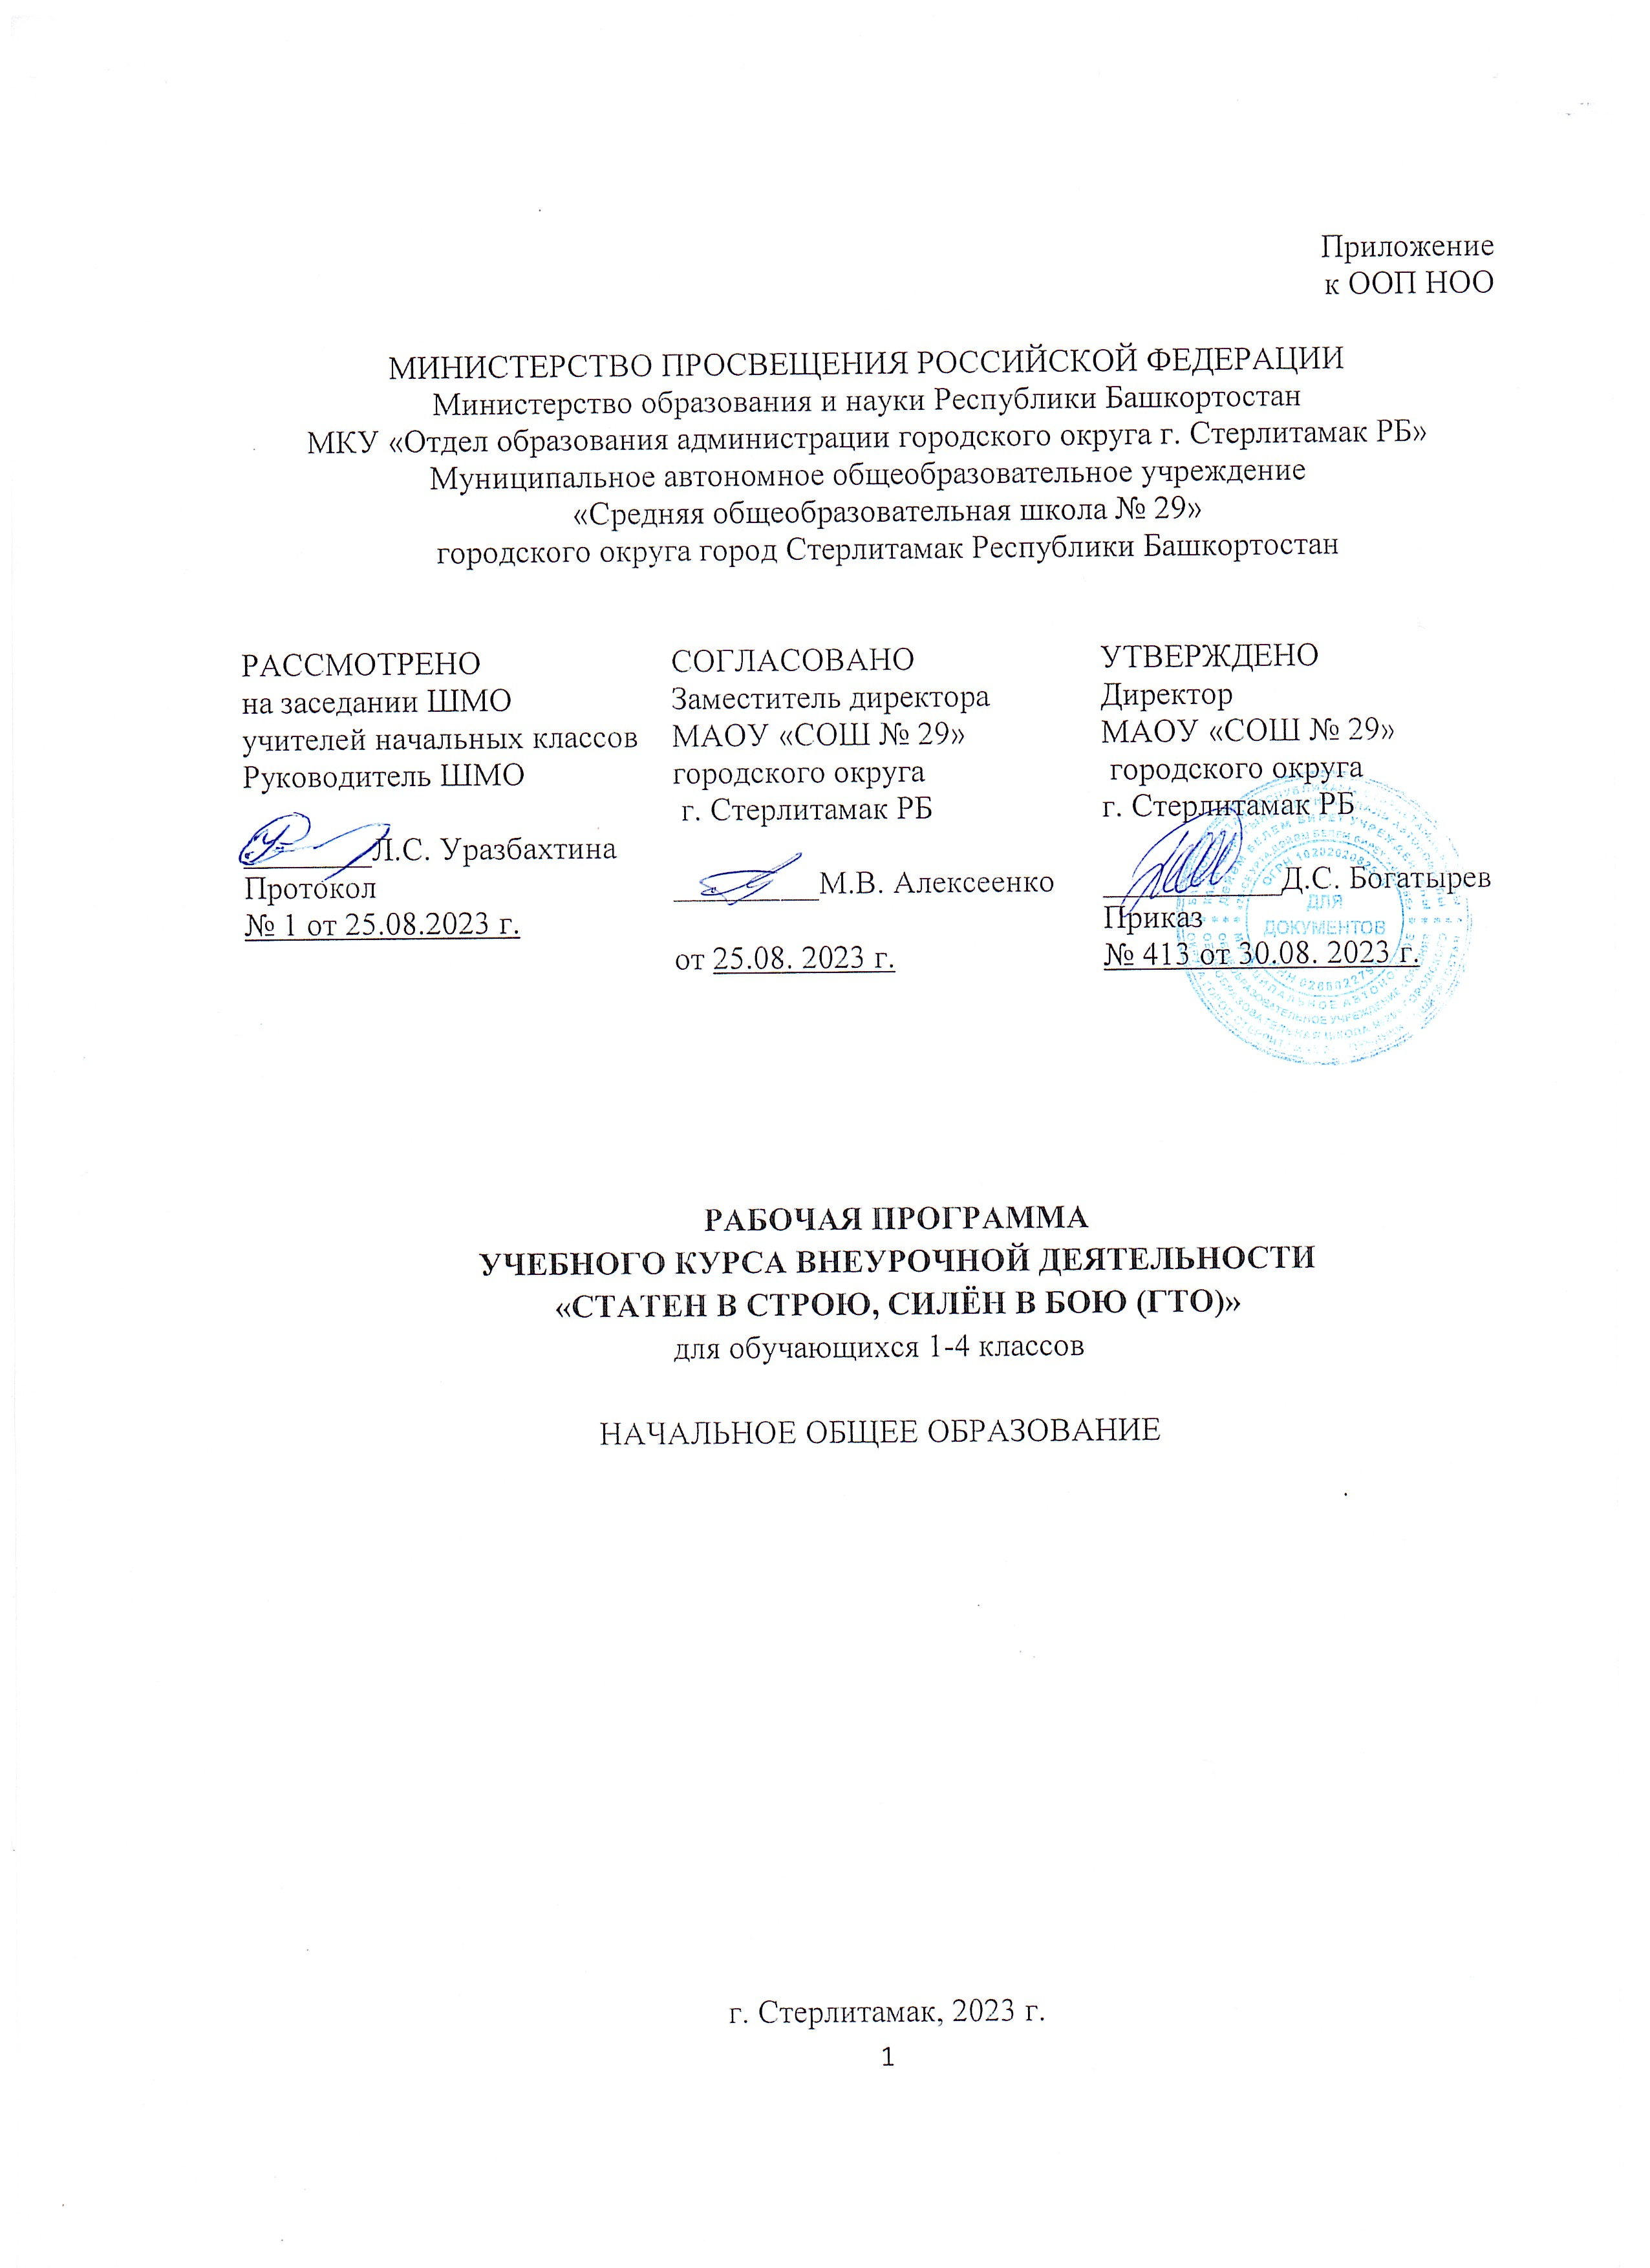 Приложение
к ООП НОО
МИНИСТЕРСТВО ПРОСВЕЩЕНИЯ РОССИЙСКОЙ ФЕДЕРАЦИИ
Министерство образования и науки Республики Башкортостан
МКУ «Отдел образования администрации городского округа г. Стерлитамак РБ»
Муниципальное автономное общеобразовательное учреждение
«Средняя общеобразовательная школа № 29»
городского округа город Стерлитамак Республики Башкортостан
РАССМОТРЕНО
на заседании ШМО
учителей начальных классов
Руководитель ШМО
Л.С. Уразбахтина
Протокол
№ 1 от 25.08.2023 г.
СОГЛАСОВАНО
Заместитель директора
МАОУ «СОШ № 29»
городского округа
г. Стерлитамак РБ
М.В. Алексеенко
от 25.08. 2023 г.
УТВЕРЖДЕНО
Директор
МАОУ «СОШ № 29»
городского округа
г. Стерлитамак РБ
Д.С. Богатырев
Приказ
№ 413 от 30.08. 2023 г.
ДЛЯ
ДОКУМЕНТОВ
РАБОЧАЯ ПРОГРАММА
УЧЕБНОГО КУРСА ВНЕУРОЧНОЙ ДЕЯТЕЛЬНОСТИ
«СТАТЕН В СТРОЮ, СИЛЁН В БОЮ (ГТО)»
для обучающихся 1-4 классов
НАЧАЛЬНОЕ ОБЩЕЕ ОБРАЗОВАНИЕ
г. Стерлитамак, 2023 г.
1